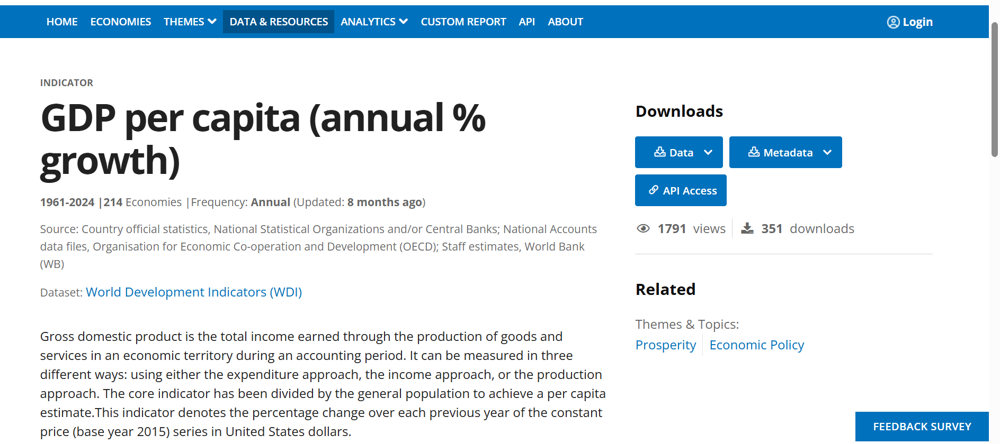 HOME ECONOMIES THEMES DATA & RESOURCES ANALYTICS CUSTOM REPORT API ABOUT Login
INDICATOR
GDP per capita (annual %
growth)
1961-2024 |214 Economies |Frequency: Annual (Updated: 8 months ago)
Source: Country official statistics, National Statistical Organizations and/or Central Banks; National Accounts
data files, Organisation for Economic Co-operation and Development (OECD); Staff estimates, World Bank
(WB)
Dataset: World Development Indicators (WDI)
Gross domestic product is the total income earned through the production of goods and
services in an economic territory during an accounting period. It can be measured in three
different ways: using either the expenditure approach, the income approach, or the production
approach. The core indicator has been divided by the general population to achieve a per capita
estimate.This indicator denotes the percentage change over each previous year of the constant
price (base year 2015) series in United States dollars.
Downloads
Data Metadata
API Access
1791 views 351 downloads
Related
Themes & Topics:
Prosperity Economic Policy
FEEDBACK SURVEY